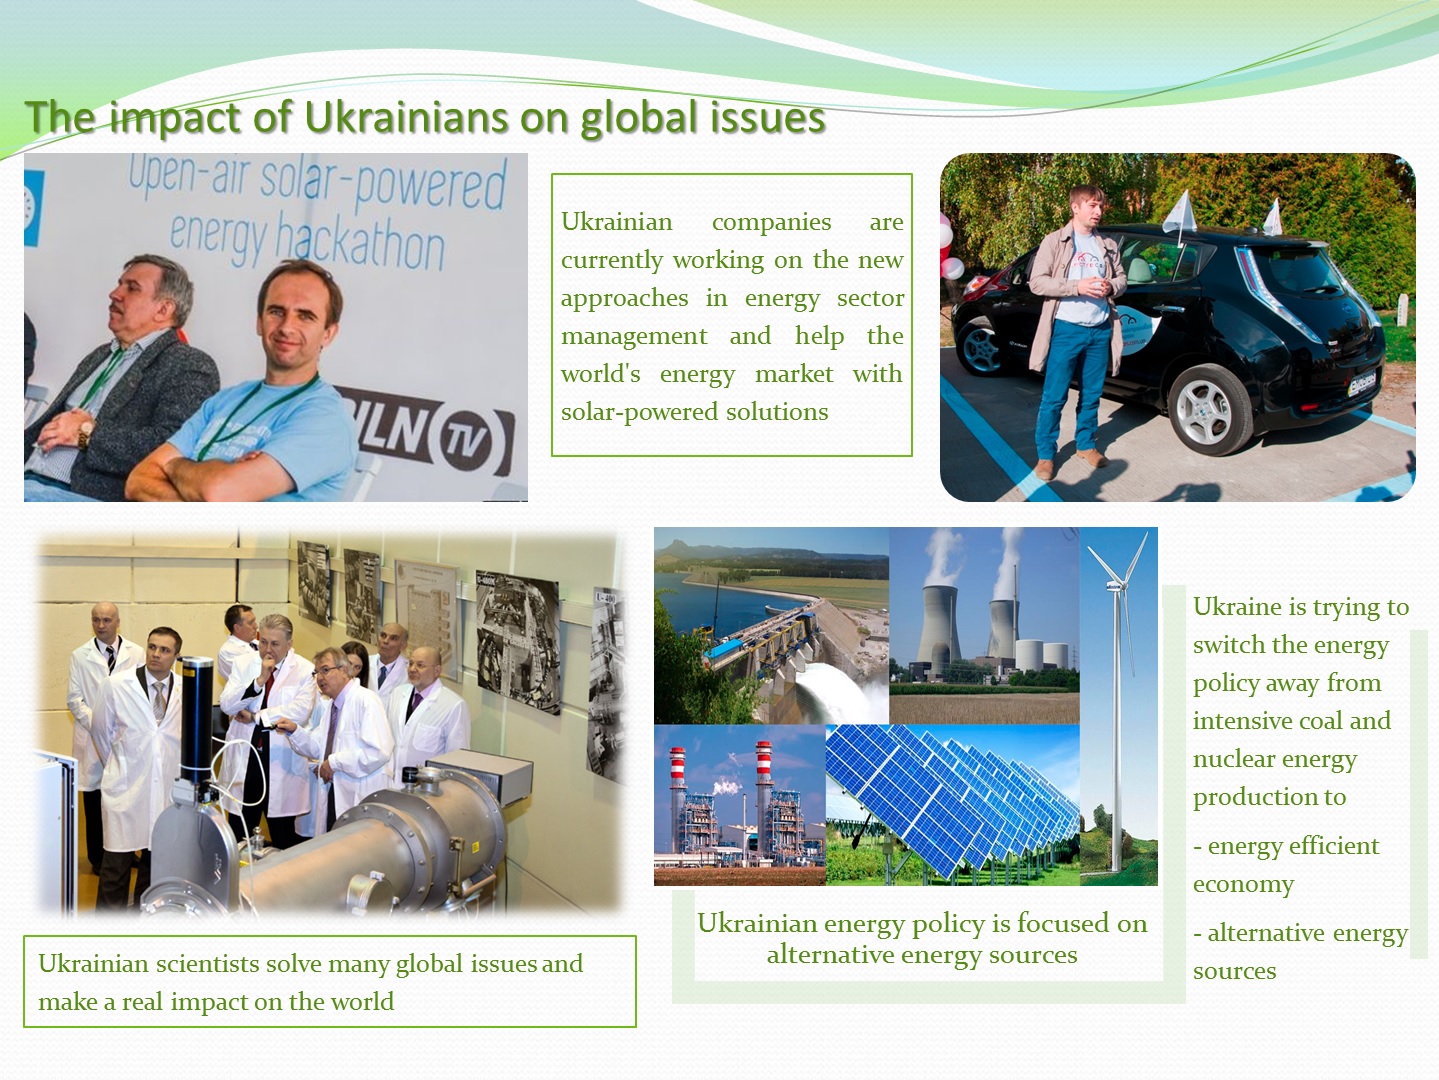 The impact of Ukrainians on global issues
Open-air solar-powered
energy hackathon
WLN TV
Ukrainian companies are
currently working on the new
approaches in energy sector
management and help the
world's energy market with
solar-powered solutions
Ukraine is trying to
switch the energy
policy away from
intensive coal and
nuclear energy
production to
- energy efficient
economy
- alternative energy
sources
Ukrainian energy policy is focused on
alternative energy sources
Ukrainian scientists solve many global issues and
make a real impact on the world